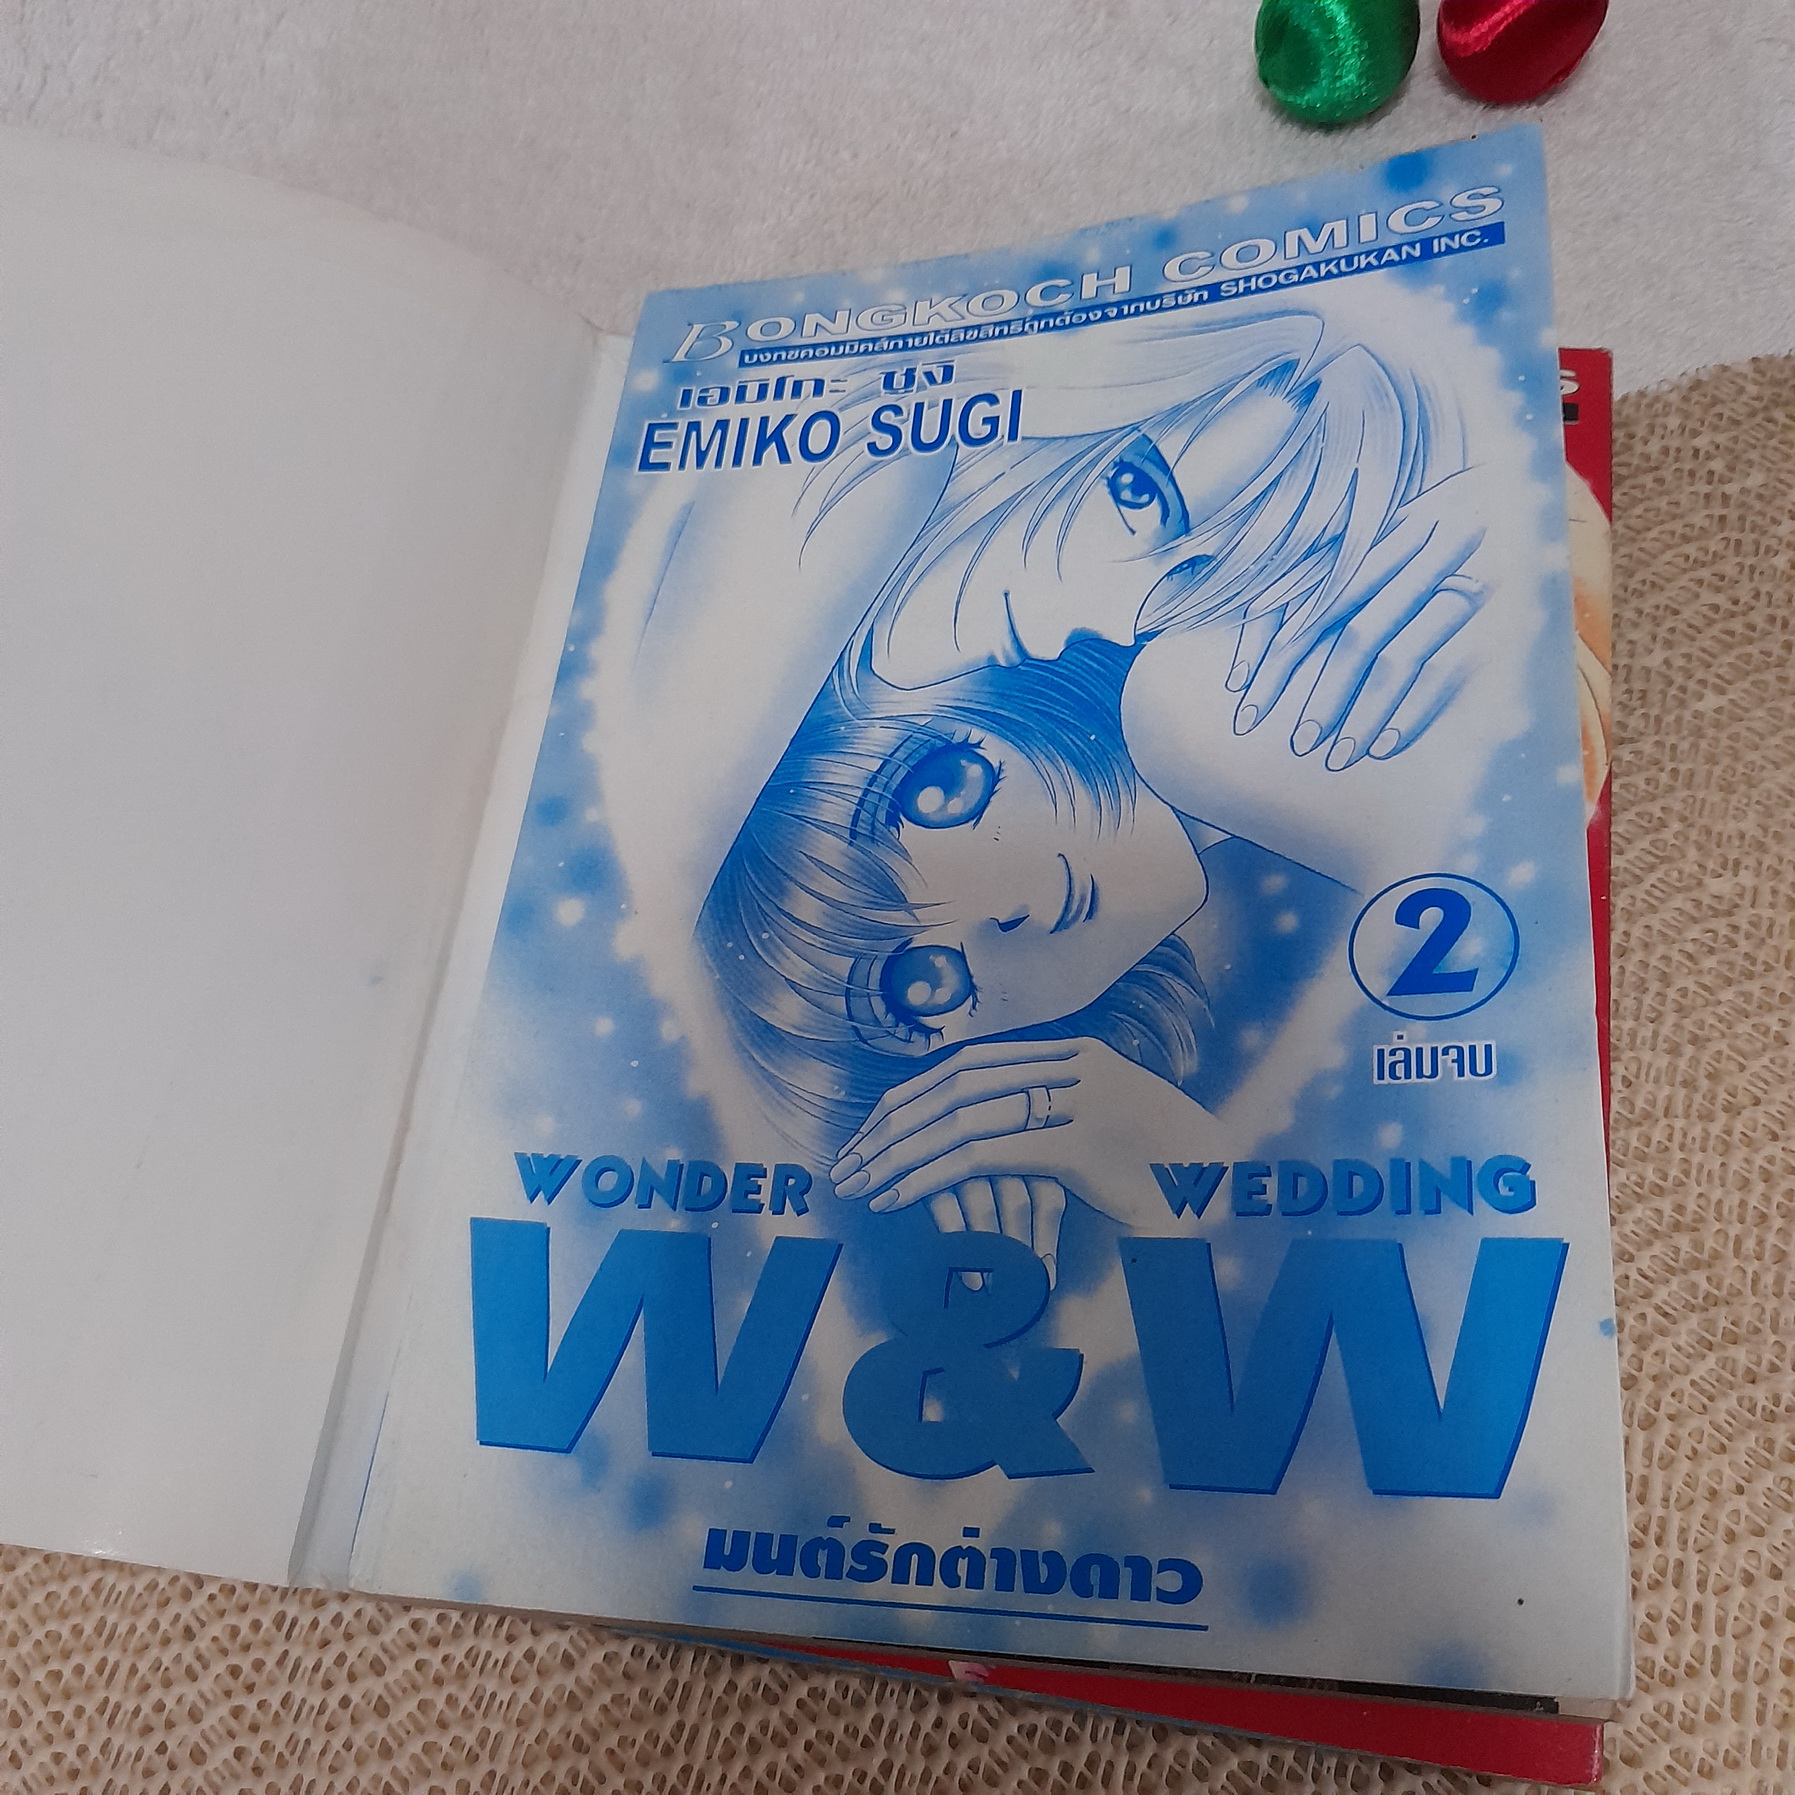 BONGKOCH COMICS
บงกชคอมมิคส์ภายใต้ลิขสิทธิ์ถูกต้องจากบริษัท SHOGAKUKAN INC.
เอมิโกะ ซูงิ
EMIKO SUGI
2
เล่มจบ
WONDER WEDDING
W&W
มนต์รักต่างดาว
S